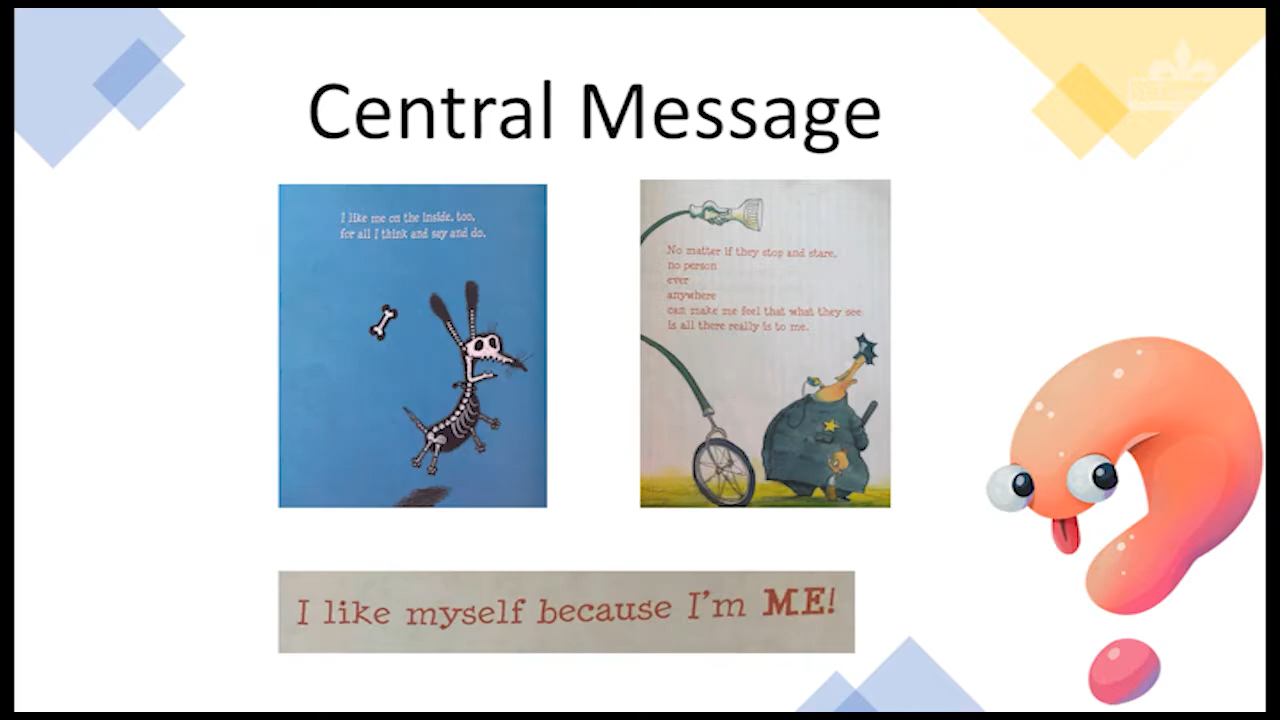 Central Message
I like me on the inside, too,
for all I think and say and do.
No matter if they stop and stare,
no person
ever
anywhere
can make me feel that what they see
is all there really is to me.
I like myself because I'm ME!